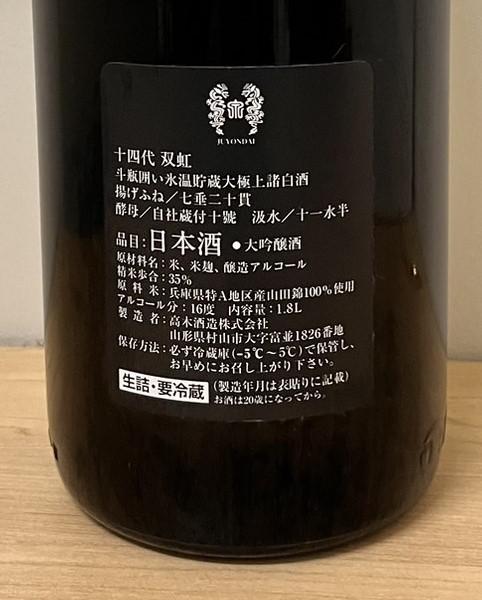 JUYONDAI
十四代 双虹
斗瓶囲い氷温貯蔵大極上諸白酒
揚げふね／七垂二十貫
酵母／自社蔵付十號 汲水／十一水半
品目：日本酒 ●大吟醸酒
原材料名：米、米麹、醸造アルコール
精米歩合：35%
原料米：兵庫県特A地区産山田錦100%使用
アルコール分：16度 内容量：1.8L
製造者：高木酒造株式会社
山形県村山市大字富並1826番地
保存方法：必ず冷蔵庫(−5℃〜5℃)で保管し、
お早めにお召し上がり下さい。
生詰・要冷蔵 (製造年月は表貼りに記載)
お酒は20歳になってから。